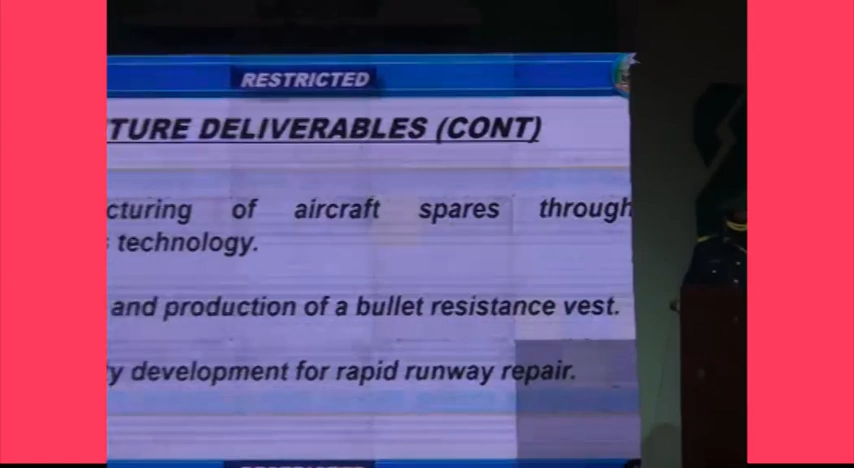 RESTRICTED
TURE DELIVERABLES (CONT)
cturing of aircraft spares through
technology.
and production of a bullet resistance vest.
y development for rapid runway repair.